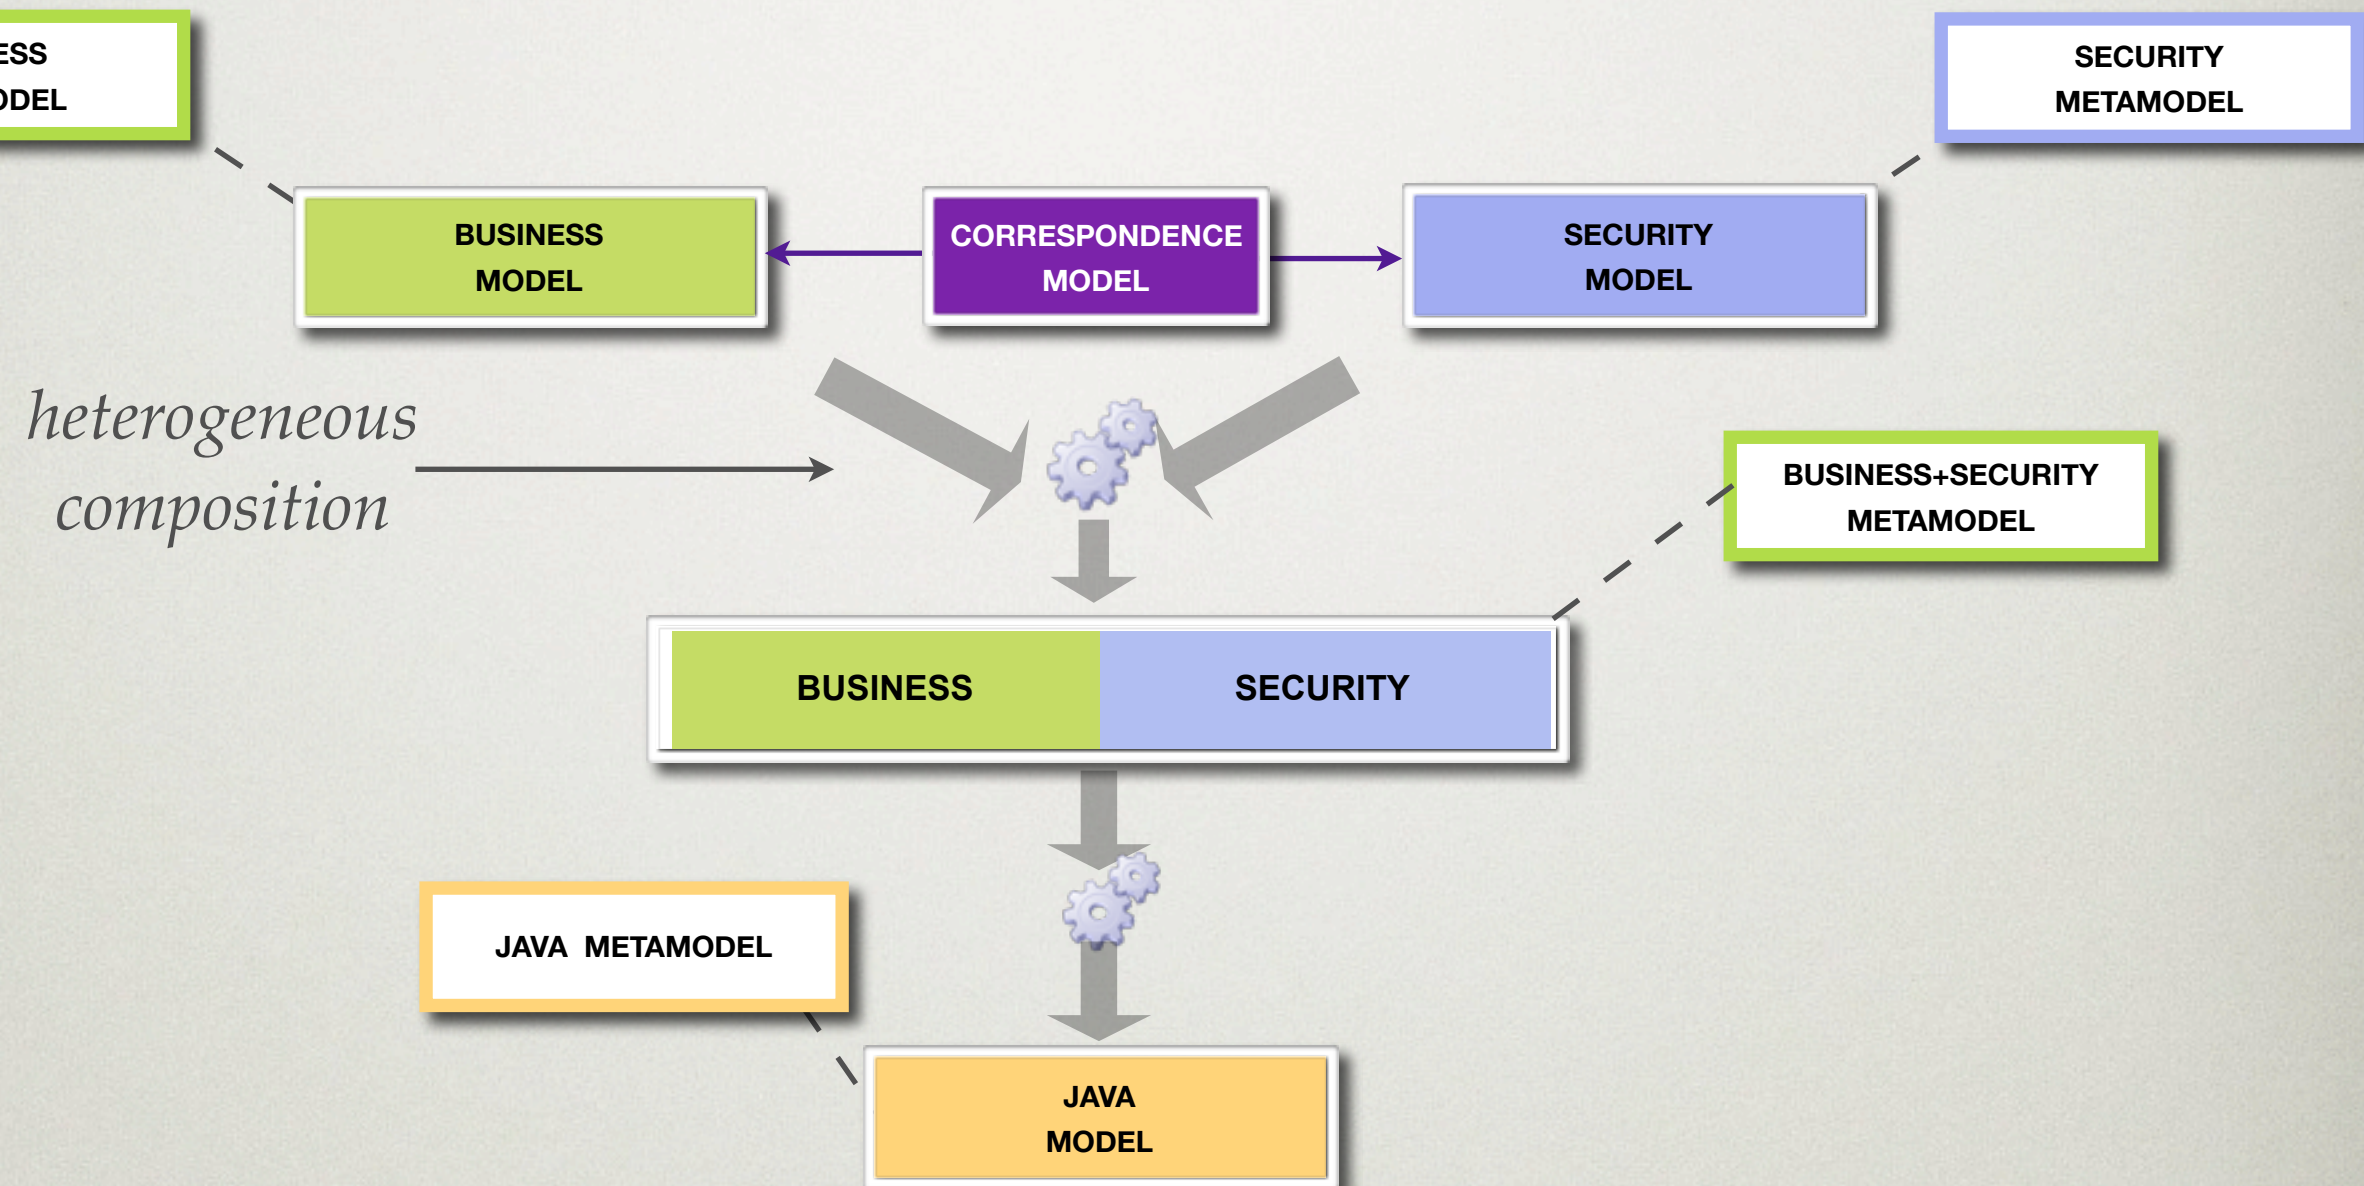 ESS
ODEL
SECURITY
METAMODEL
BUSINESS
MODEL
CORRESPONDENCE
MODEL
SECURITY
MODEL
heterogeneous
composition
BUSINESS+SECURITY
METAMODEL
BUSINESS
SECURITY
JAVA METAMODEL
JAVA
MODEL